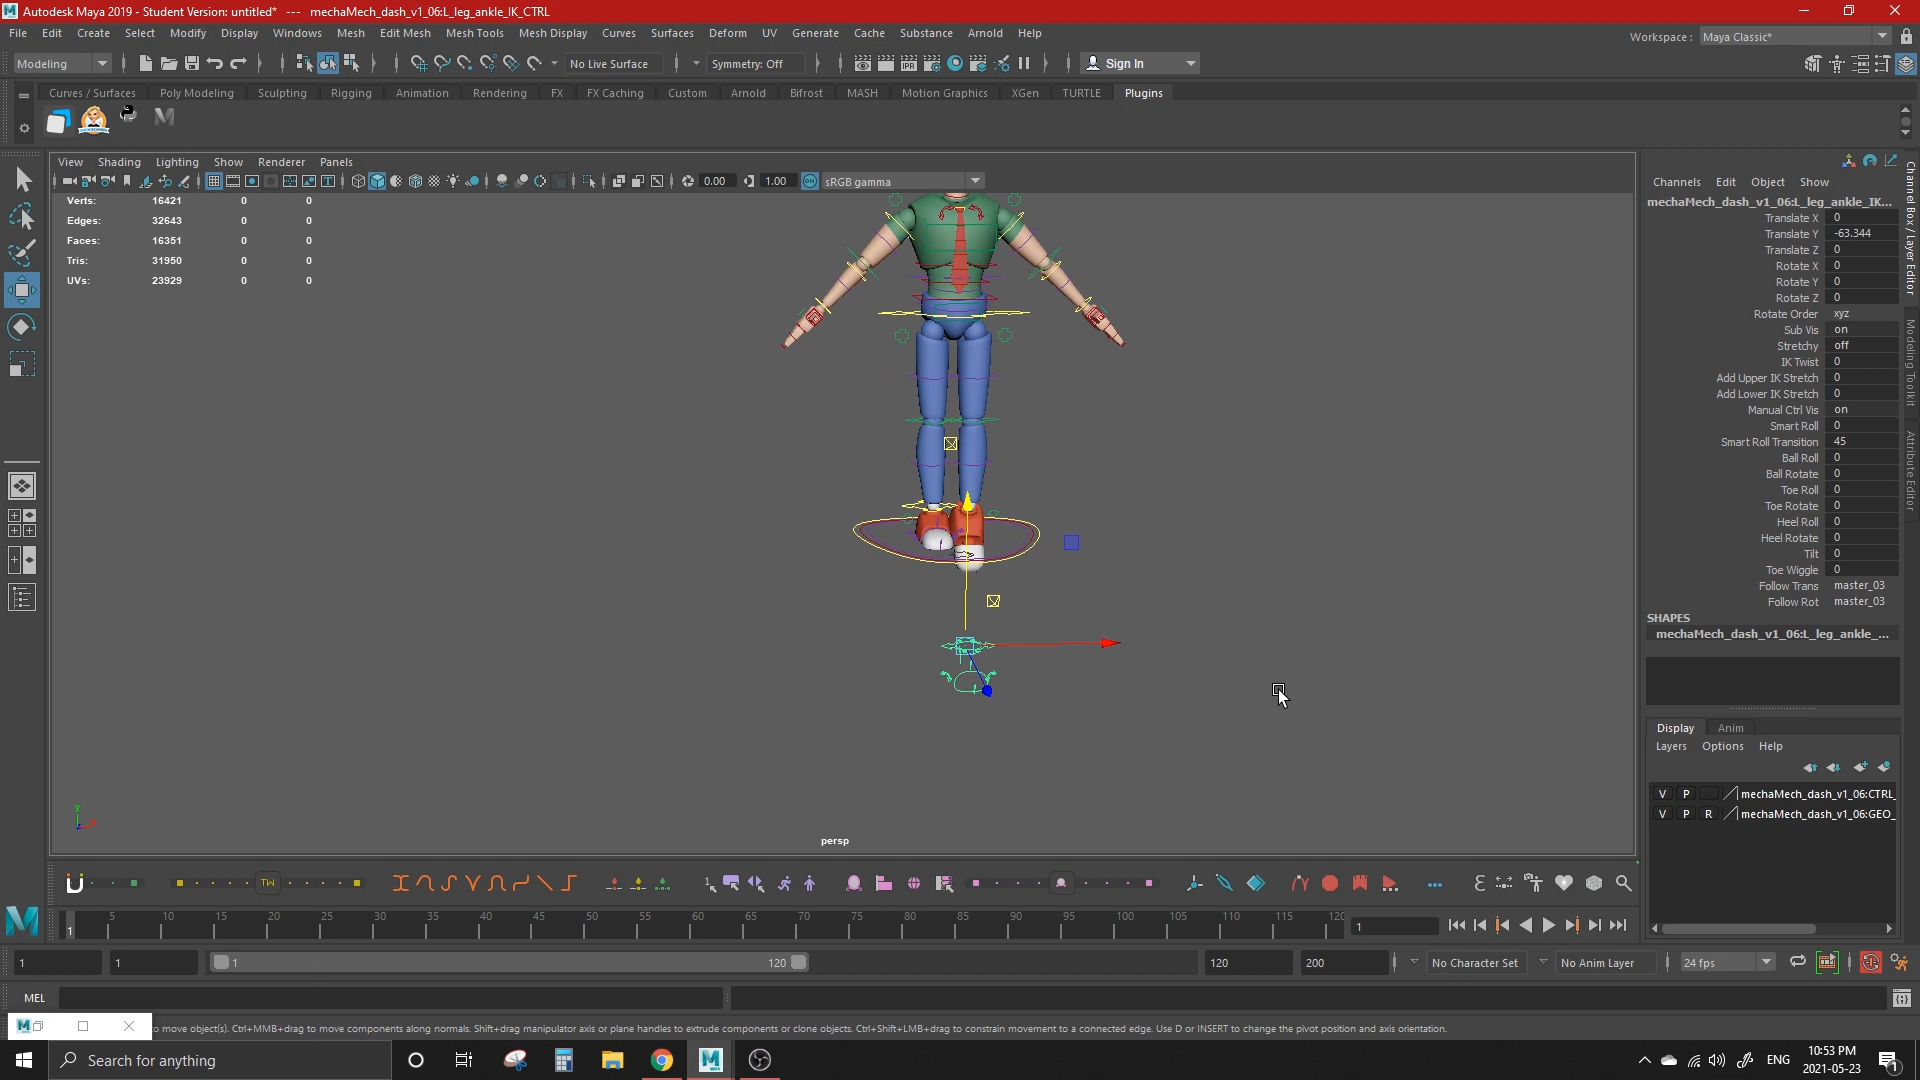 Autodesk Maya 2019 - Student Version: untitled* --- mechaMech_dash_v1_06:L_leg_ankle_IK_CTRL
File Edit Create Select Modify Display Windows Mesh Edit Mesh Mesh Tools Mesh Display Curves Surfaces Deform UV Generate Cache Substance Arnold Help
Workspace : Maya Classic*
Modeling No Live Surface Symmetry: Off Sign In
Curves / Surfaces Poly Modeling Sculpting Rigging Animation Rendering FX FX Caching Custom Arnold Bifrost MASH Motion Graphics XGen TURTLE Plugins
View Shading Lighting Show Renderer Panels
0.00 1.00 sRGB gamma
Verts: 16421 0 0
Edges: 32643 0 0
Faces: 16351 0 0
Tris: 31950 0 0
UVs: 23929 0 0
persp
Channels Edit Object Show
mechaMech_dash_v1_06:L_leg_ankle_IK...
Translate X 0
Translate Y -63.344
Translate Z 0
Rotate X 0
Rotate Y 0
Rotate Z 0
Rotate Order xyz
Sub Vis on
Stretchy off
IK Twist 0
Add Upper IK Stretch 0
Add Lower IK Stretch 0
Manual Ctrl Vis on
Smart Roll 0
Smart Roll Transition 45
Ball Roll 0
Ball Rotate 0
Toe Roll 0
Toe Rotate 0
Heel Roll 0
Heel Rotate 0
Tilt 0
Toe Wiggle 0
Follow Trans master_03
Follow Rot master_03
SHAPES
mechaMech_dash_v1_06:L_leg_ankle_...
Channel Box / Layer Editor
Modeling Toolkit
Attribute Editor
Display Anim
Layers Options Help
V P mechaMech_dash_v1_06:CTRL_
V P R mechaMech_dash_v1_06:GEO_
TW
1 5 10 15 20 25 30 35 40 45 50 55 60 65 70 75 80 85 90 95 100 105 110 115 120
1
1 1 1 120 120 200 No Character Set No Anim Layer 24 fps
MEL
to move object(s). Ctrl+MMB+drag to move components along normals. Shift+drag manipulator axis or plane handles to extrude components or clone objects. Ctrl+Shift+LMB+drag to constrain movement to a connected edge. Use D or INSERT to change the pivot position and axis orientation.
Search for anything
ENG
10:53 PM
2021-05-23
1